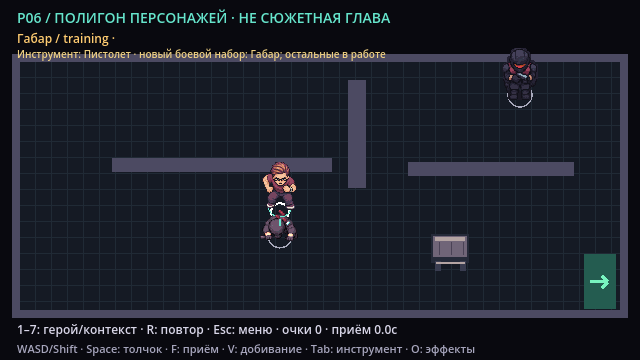 P06 / ПОЛИГОН ПЕРСОНАЖЕЙ · НЕ СЮЖЕТНАЯ ГЛАВА
Габар / training ·
Инструмент: Пистолет · новый боевой набор: Габар; остальные в работе
1–7: герой/контекст · R: повтор · Esc: меню · очки 0 · приём 0.0с
WASD/Shift · Space: толчок · F: приём · V: добивание · Tab: инструмент · O: эффекты